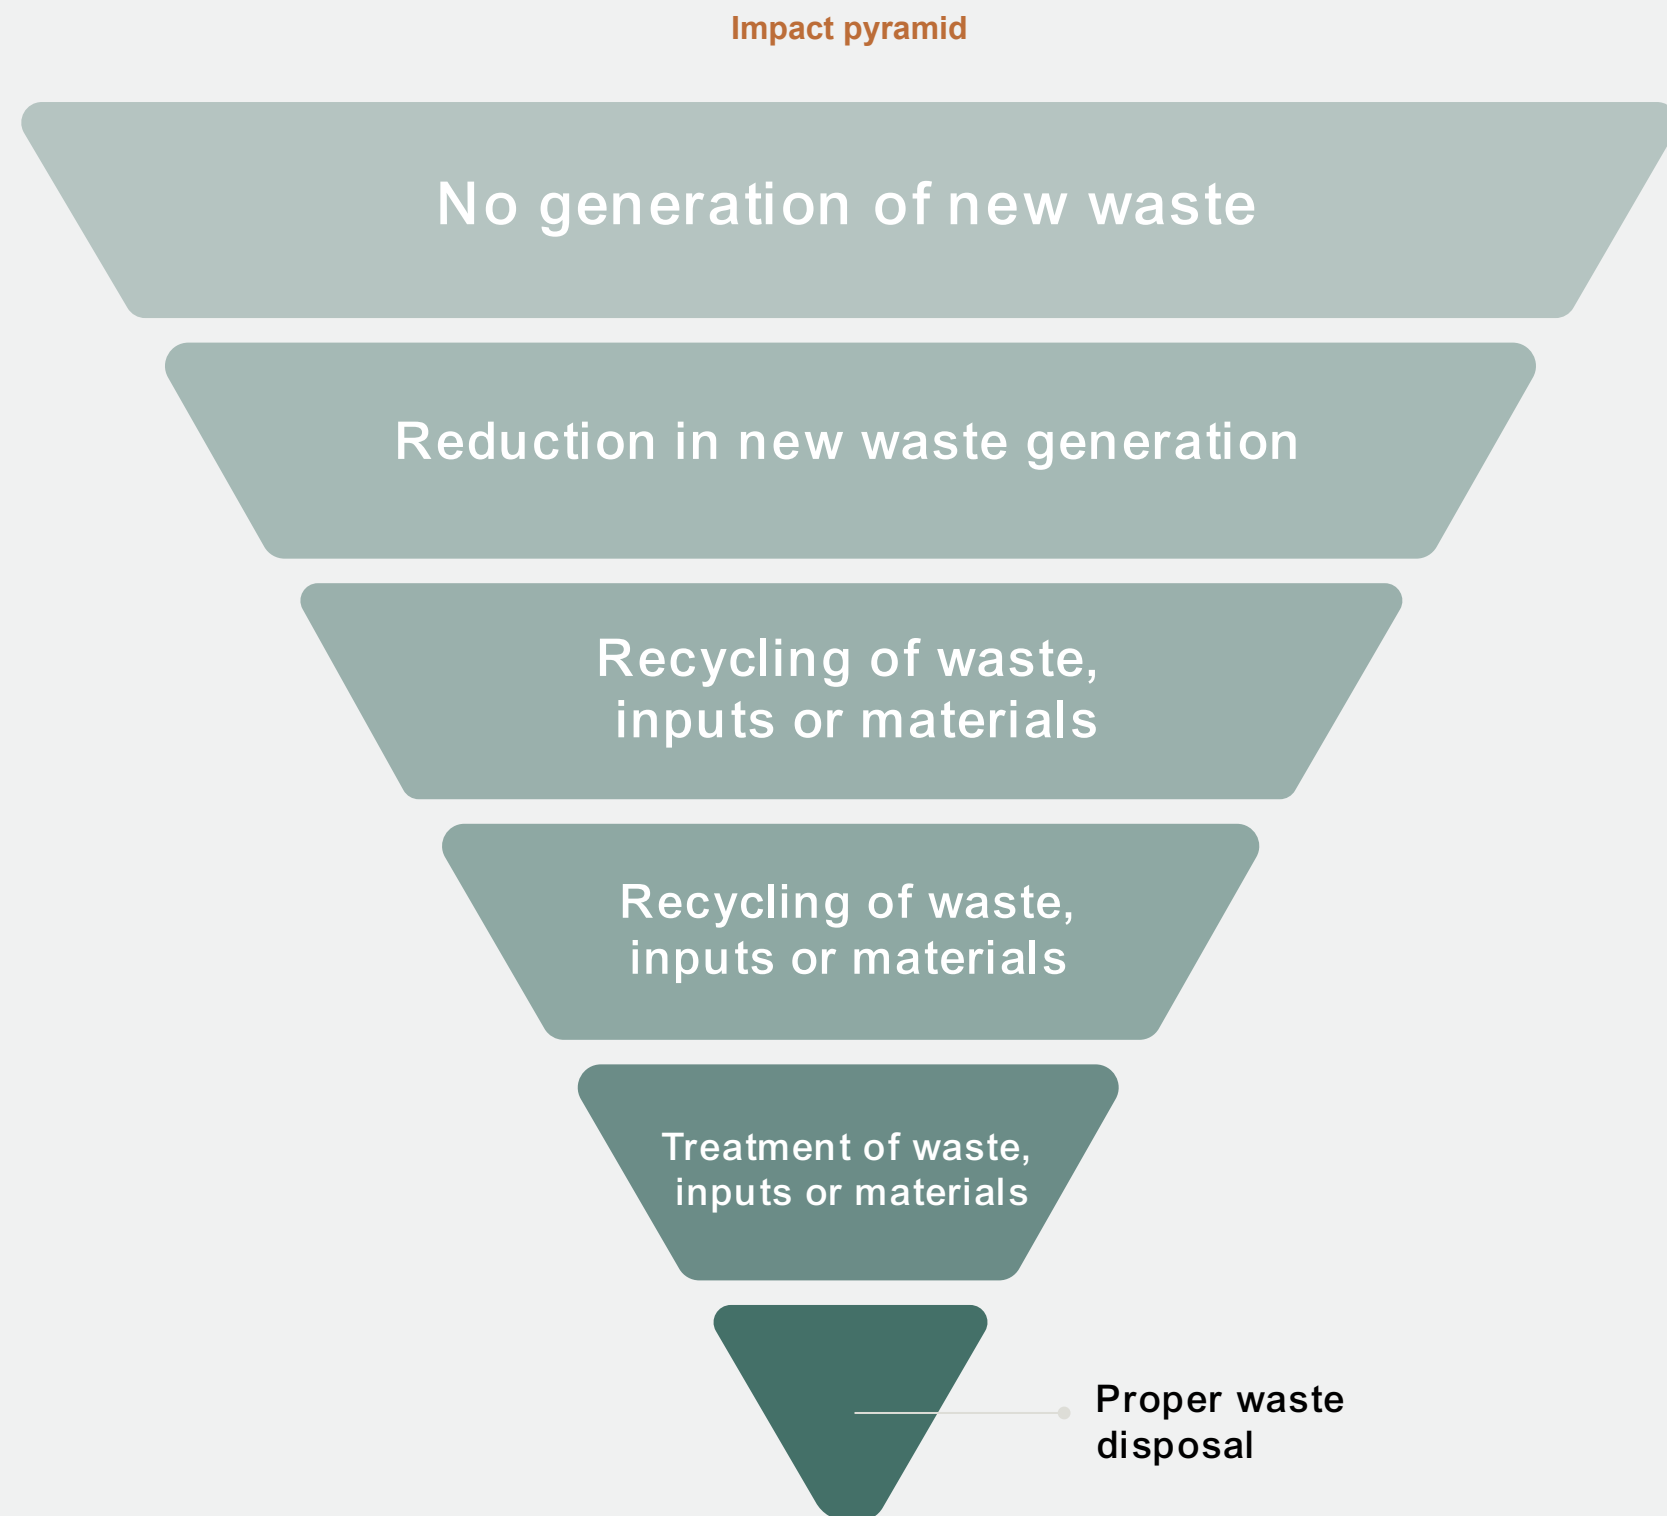 Impact pyramid
No generation of new waste
Reduction in new waste generation
Recycling of waste,
inputs or materials
Recycling of waste,
inputs or materials
Treatment of waste,
inputs or materials
Proper waste
disposal